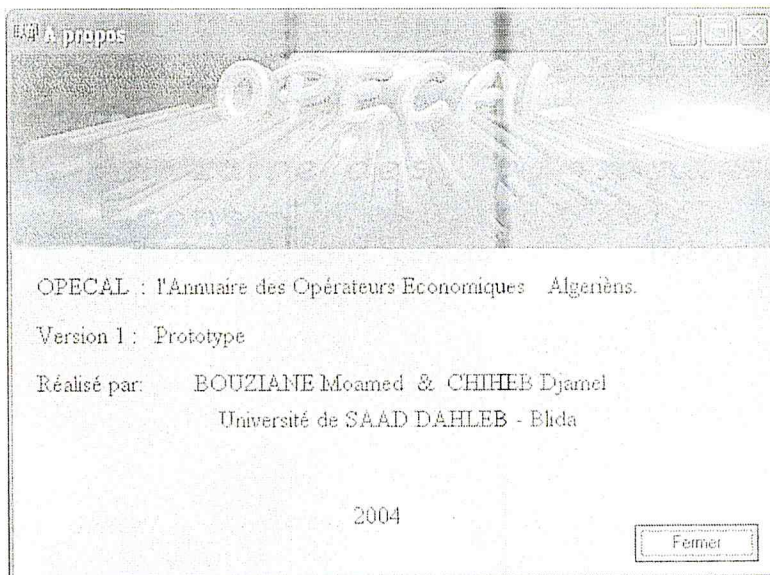 A propos
OPECAL
OPECAL : l'Annuaire des Opérateurs Economiques Algerièns.
Version 1 : Prototype
Réalisé par: BOUZIANE Moamed & CHIHEB Djamel
Université de SAAD DAHLEB - Blida
2004
Fermer